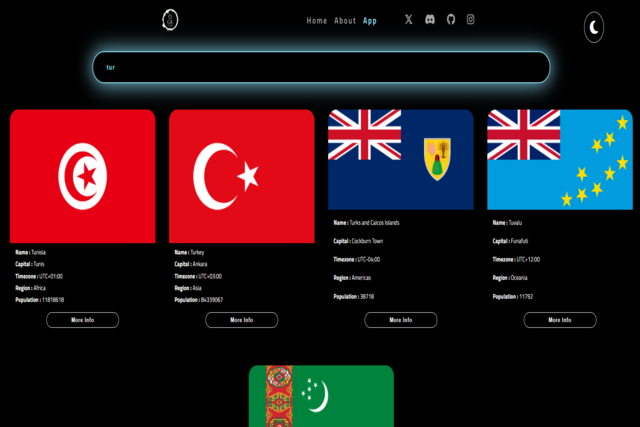 Home About App
tur
Name : Tunisia
Capital : Tunis
Timezone : UTC+01:00
Region : Africa
Population : 11818618
More Info
Name : Turkey
Capital : Ankara
Timezone : UTC+03:00
Region : Asia
Population : 84339067
More Info
Name : Turks and Caicos Islands
Capital : Cockburn Town
Timezone : UTC-04:00
Region : Americas
Population : 38718
More Info
Name : Tuvalu
Capital : Funafuti
Timezone : UTC+12:00
Region : Oceania
Population : 11792
More Info